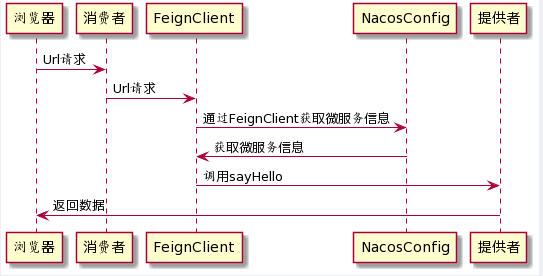 浏览器 消费者 FeignClient NacosConfig 提供者
Url请求
Url请求
通过FeignClient获取微服务信息
获取微服务信息
调用sayHello
返回数据
浏览器 消费者 FeignClient NacosConfig 提供者